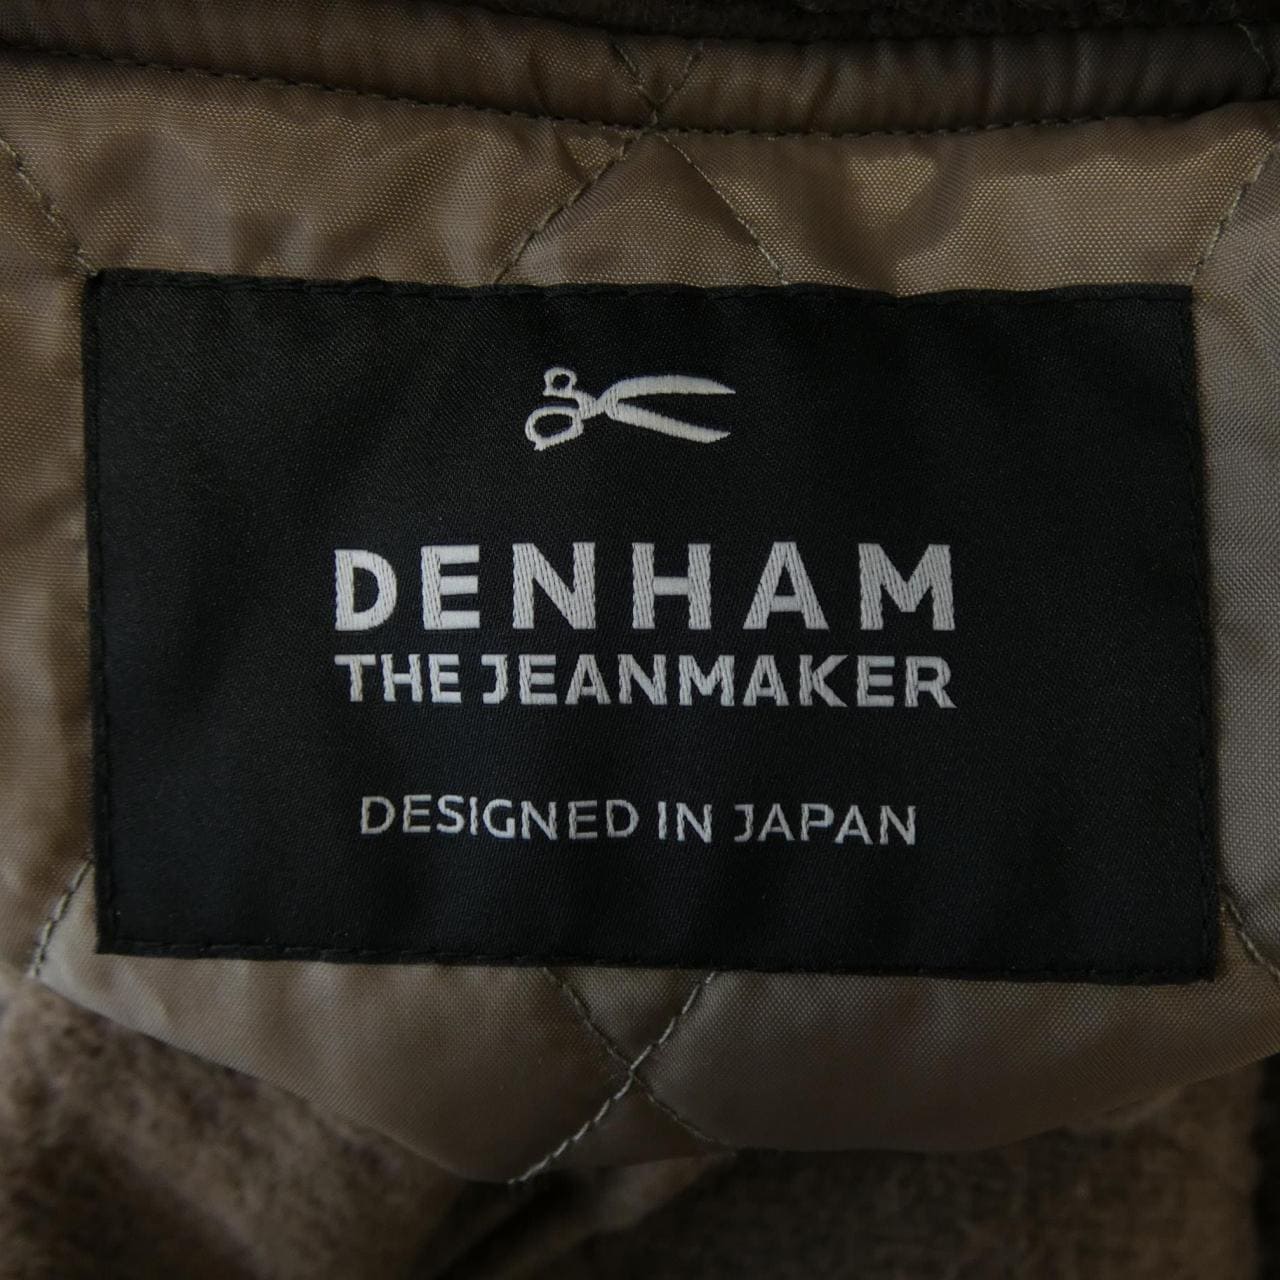 DENHAM
THE JEANMAKER
DESIGNED IN JAPAN